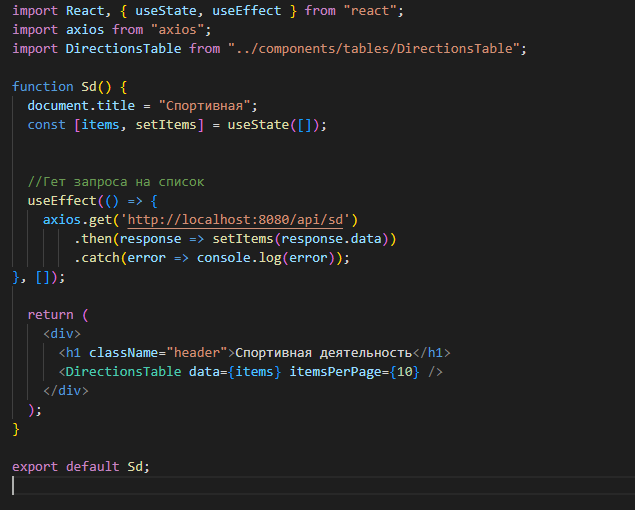 import React, { useState, useEffect } from "react";
import axios from "axios";
import DirectionsTable from "../components/tables/DirectionsTable";
function Sd() {
document.title = "Спортивная";
const [items, setItems] = useState([]);
//Гет запроса на список
useEffect(() => {
axios.get('http://localhost:8080/api/sd')
.then(response => setItems(response.data))
.catch(error => console.log(error));
}, []);
return (
<div>
<h1 className="header">Спортивная деятельность</h1>
<DirectionsTable data={items} itemsPerPage={10} />
</div>
);
}
export default Sd;